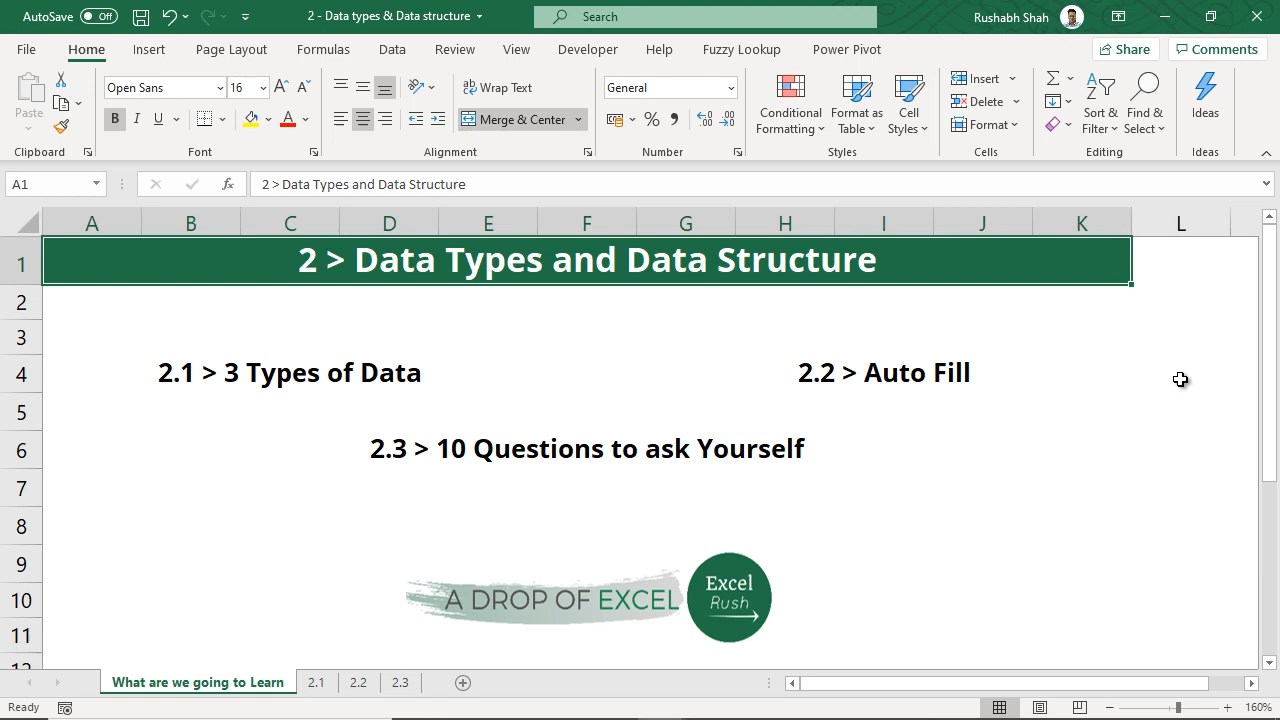 AutoSave Off 2 - Data types & Data structure Search Rushabh Shah
File Home Insert Page Layout Formulas Data Review View Developer Help Fuzzy Lookup Power Pivot Share Comments
Paste Open Sans 16 Wrap Text General Conditional Formatting Format as Table Cell Styles Insert Sort & Filter Find & Select Ideas
B I U A Merge & Center % Delete
Format
Clipboard Font Alignment Number Styles Cells Editing Ideas
A1 fx 2 > Data Types and Data Structure
A B C D E F G H I J K L
1 2 > Data Types and Data Structure
2
3
4 2.1 > 3 Types of Data 2.2 > Auto Fill
5
6 2.3 > 10 Questions to ask Yourself
7
8
9 Excel
10 A DROP OF EXCEL Rush
11
12
What are we going to Learn 2.1 2.2 2.3
Ready 160%